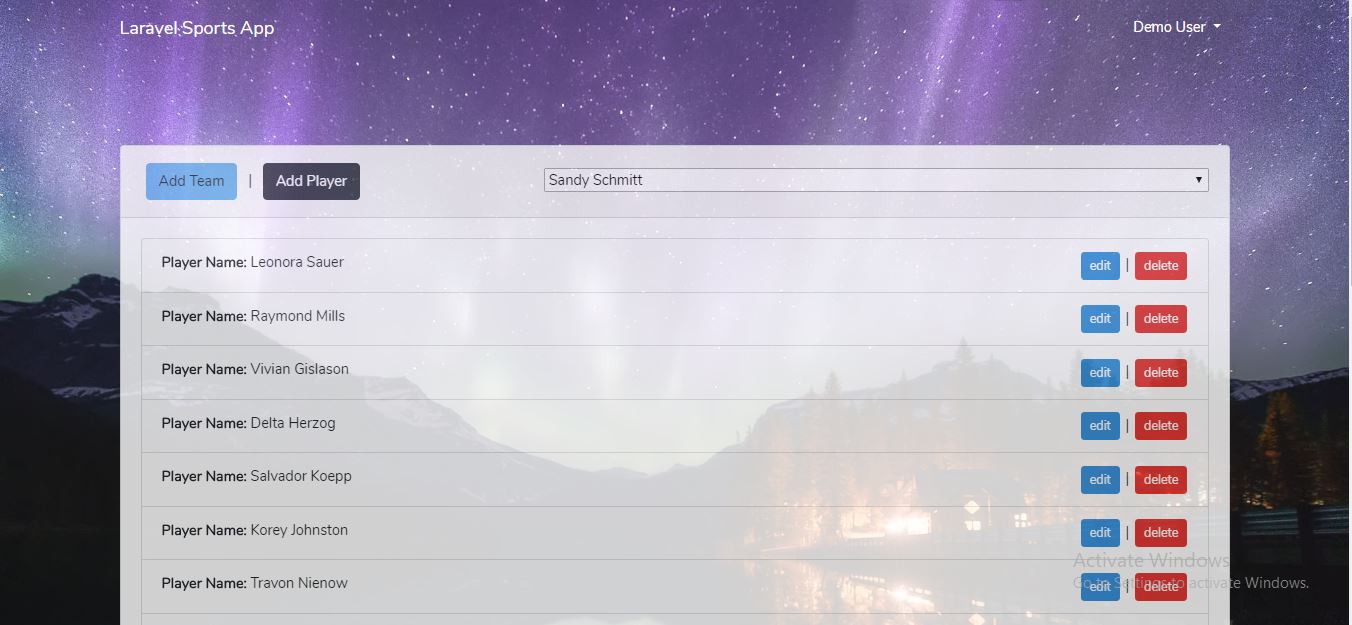 Laravel Sports App
Demo User
Add Team | Add Player
Sandy Schmitt
Player Name: Leonora Sauer edit | delete
Player Name: Raymond Mills edit | delete
Player Name: Vivian Gislason edit | delete
Player Name: Delta Herzog edit | delete
Player Name: Salvador Koepp edit | delete
Player Name: Korey Johnston edit | delete
Activate Windows
Player Name: Travon Nienow edit | delete
Go to Settings to activate Windows.